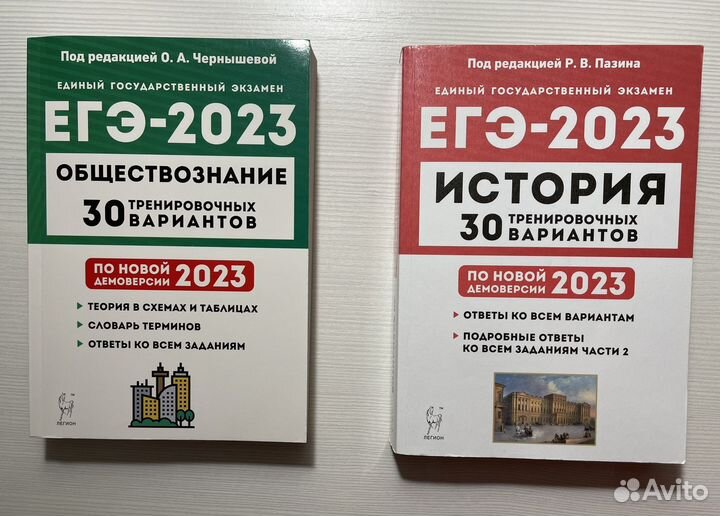 Под редакцией О. А. Чернышевой
ЕДИНЫЙ ГОСУДАРСТВЕННЫЙ ЭКЗАМЕН
ЕГЭ-2023
ОБЩЕСТВОЗНАНИЕ
30 ТРЕНИРОВОЧНЫХ
ВАРИАНТОВ
ПО НОВОЙ
ДЕМОВЕРСИИ 2023
ТЕОРИЯ В СХЕМАХ И ТАБЛИЦАХ
СЛОВАРЬ ТЕРМИНОВ
ОТВЕТЫ КО ВСЕМ ЗАДАНИЯМ
ЛЕГИОН
Под редакцией Р. В. Пазина
ЕДИНЫЙ ГОСУДАРСТВЕННЫЙ ЭКЗАМЕН
ЕГЭ-2023
ИСТОРИЯ
30 ТРЕНИРОВОЧНЫХ
ВАРИАНТОВ
ПО НОВОЙ
ДЕМОВЕРСИИ 2023
ОТВЕТЫ КО ВСЕМ ВАРИАНТАМ
ПОДРОБНЫЕ ОТВЕТЫ
КО ВСЕМ ЗАДАНИЯМ ЧАСТИ 2
ЛЕГИОН
Avito